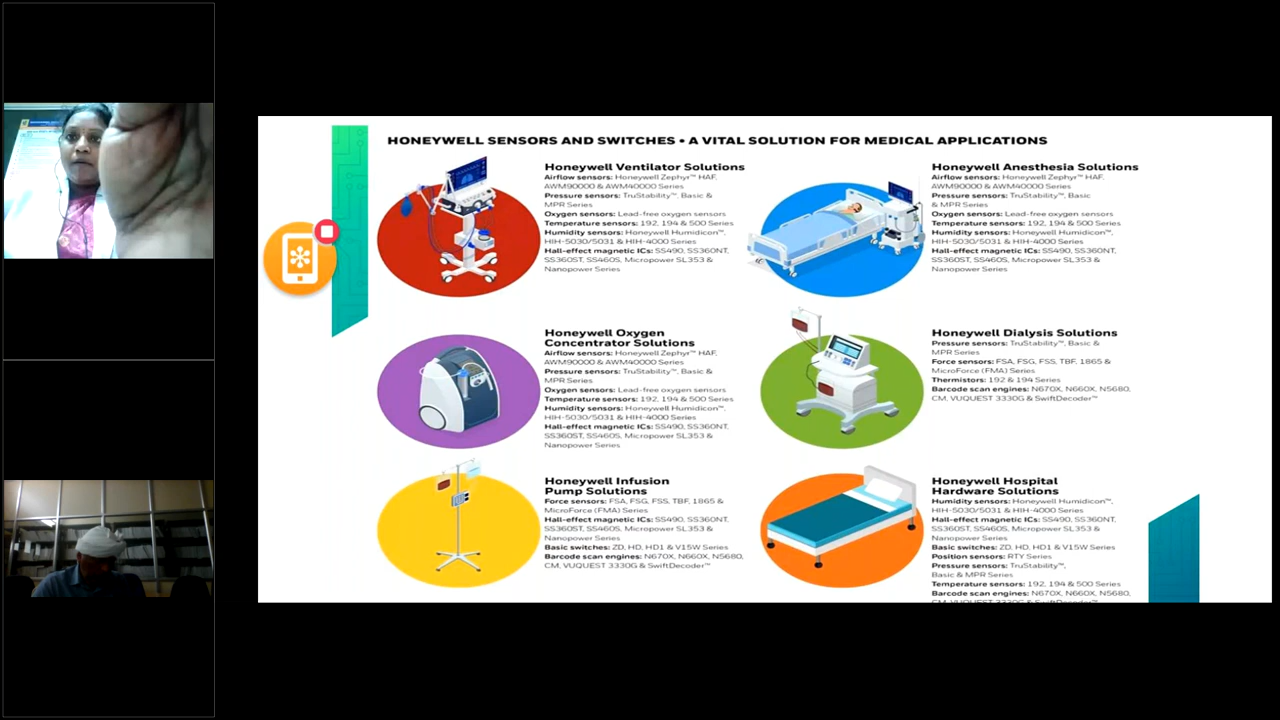 HONEYWELL SENSORS AND SWITCHES • A VITAL SOLUTION FOR MEDICAL APPLICATIONS
Honeywell Ventilator Solutions
Airflow sensors: Honeywell Zephyr™ HAF,
AWM90000 & AWM40000 Series
Pressure sensors: TruStability™, Basic &
MPR Series
Oxygen sensors: Lead-free oxygen sensors
Temperature sensors: 192, 194 & 500 Series
Humidity sensors: Honeywell Humidicon™,
HIH-5030/5031 & HIH-4000 Series
Hall-effect magnetic ICs: SS490, SS360NT,
SS360ST, SS460S, Micropower SL353 &
Nanopower Series
Honeywell Anesthesia Solutions
Airflow sensors: Honeywell Zephyr™ HAF,
AWM90000 & AWM40000 Series
Pressure sensors: TruStability™, Basic
& MPR Series
Oxygen sensors: Lead-free oxygen sensors
Temperature sensors: 192, 194 & 500 Series
Humidity sensors: Honeywell Humidicon™,
HIH-5030/5031 & HIH-4000 Series
Hall-effect magnetic ICs: SS490, SS360NT,
SS360ST, SS460S, Micropower SL353 &
Nanopower Series
Honeywell Oxygen
Concentrator Solutions
Airflow sensors: Honeywell Zephyr™ HAF,
AWM90000 & AWM40000 Series
Pressure sensors: TruStability™, Basic &
MPR Series
Oxygen sensors: Lead-free oxygen sensors
Temperature sensors: 192, 194 & 500 Series
Humidity sensors: Honeywell Humidicon™,
HIH-5030/5031 & HIH-4000 Series
Hall-effect magnetic ICs: SS490, SS360NT,
SS360ST, SS460S, Micropower SL353 &
Nanopower Series
Honeywell Dialysis Solutions
Pressure sensors: TruStability™, Basic &
MPR Series
Force sensors: FSA, FSG, FSS, TBF, 1865 &
MicroForce (FMA) Series
Thermistors: 192 & 194 Series
Barcode scan engines: N670X, N660X, N5680,
CM, VUQUEST 3330G & SwiftDecoder™
Honeywell Infusion
Pump Solutions
Force sensors: FSA, FSG, FSS, TBF, 1865 &
MicroForce (FMA) Series
Hall-effect magnetic ICs: SS490, SS360NT,
SS360ST, SS460S, Micropower SL353 &
Nanopower Series
Basic switches: ZD, HD, HD1 & V15W Series
Barcode scan engines: N670X, N660X, N5680,
CM, VUQUEST 3330G & SwiftDecoder™
Honeywell Hospital
Hardware Solutions
Humidity sensors: Honeywell Humidicon™,
HIH-5030/5031 & HIH-4000 Series
Hall-effect magnetic ICs: SS490, SS360NT,
SS360ST, SS460S, Micropower SL353 &
Nanopower Series
Basic switches: ZD, HD, HD1 & V15W Series
Position sensors: RTY Series
Pressure sensors: TruStability™,
Basic & MPR Series
Temperature sensors: 192, 194 & 500 Series
Barcode scan engines: N670X, N660X, N5680,
CM, VUQUEST 3330G & SwiftDecoder™